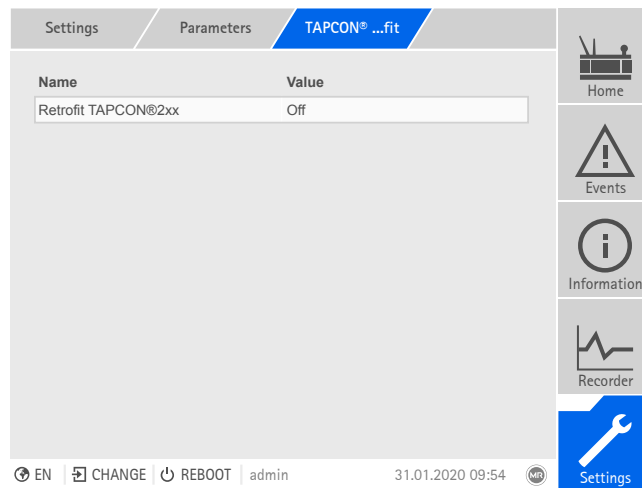 Settings Parameters TAPCON® ...fit
Name Value
Retrofit TAPCON®2xx Off
Home
Events
Information
Recorder
Settings
EN CHANGE REBOOT admin 31.01.2020 09:54 MR